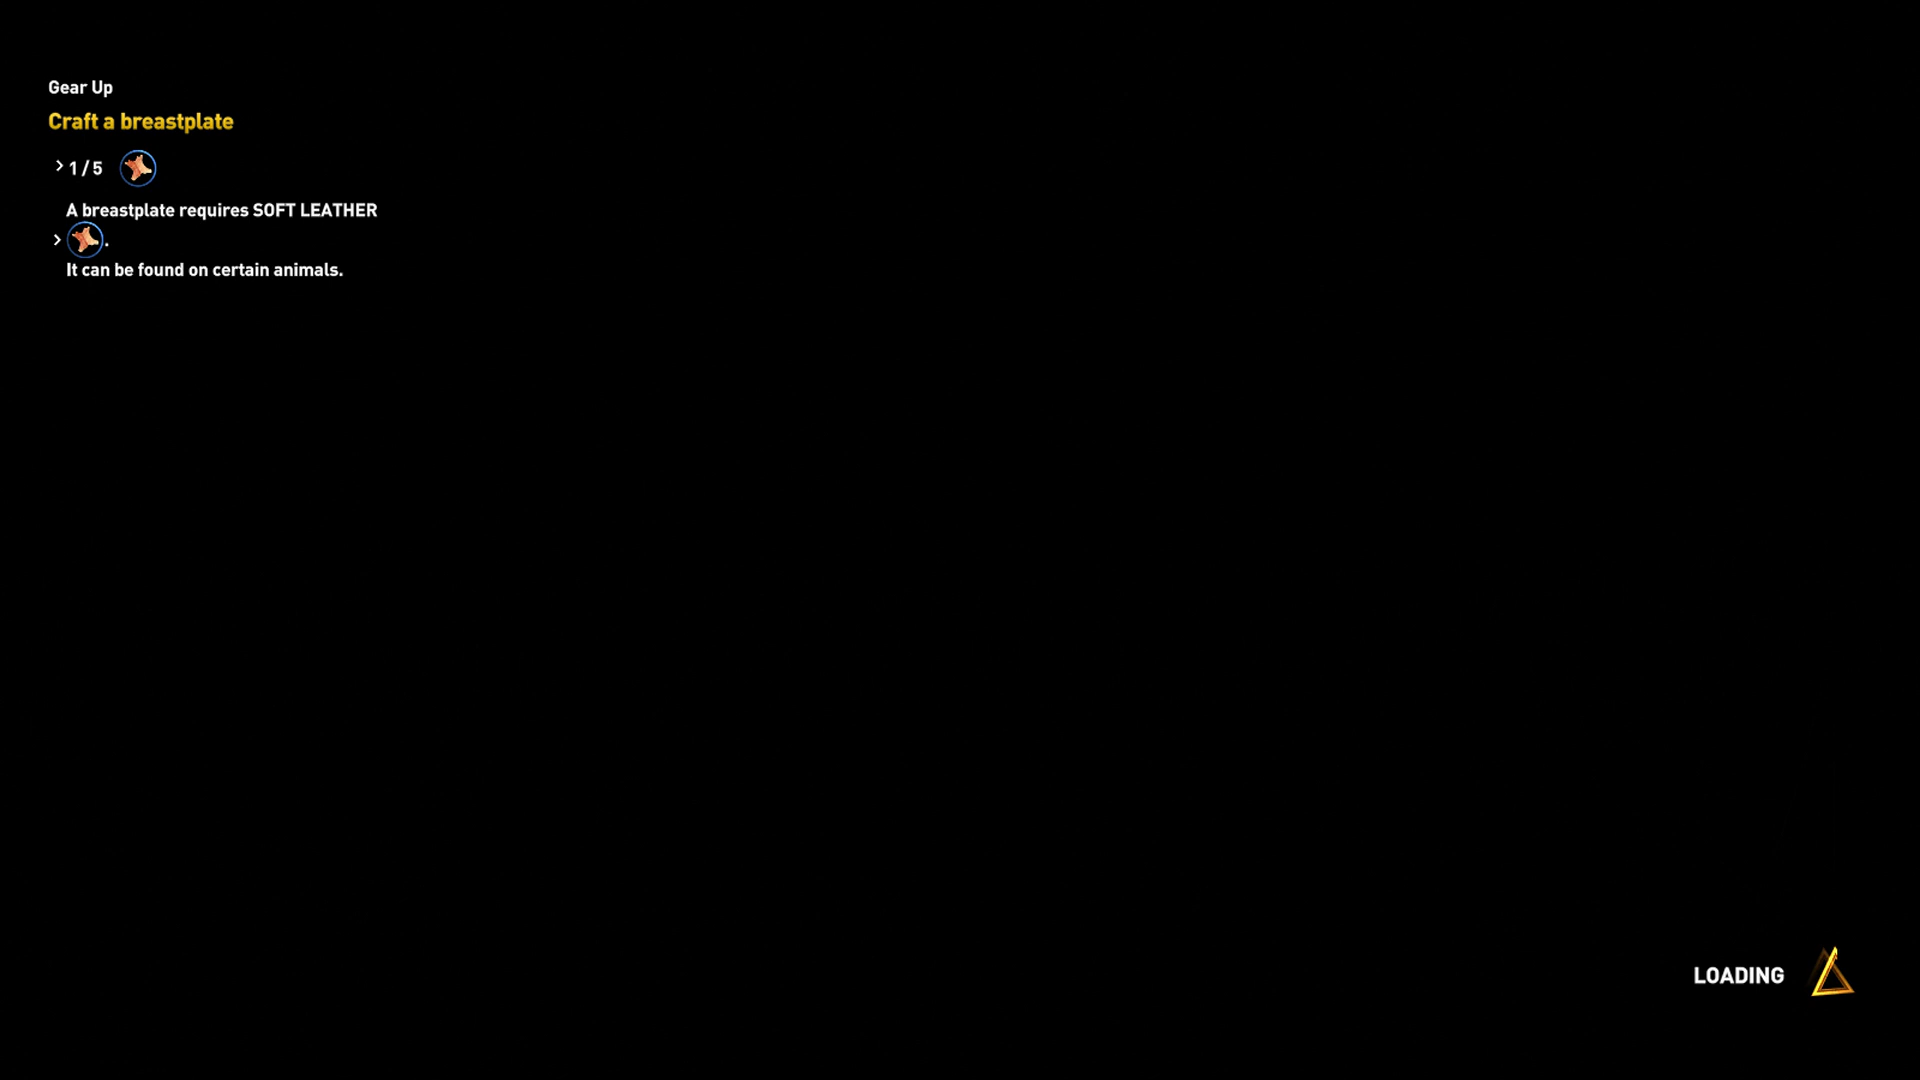 Gear Up
Craft a breastplate
> 1 / 5
A breastplate requires SOFT LEATHER
> .
It can be found on certain animals.
LOADING